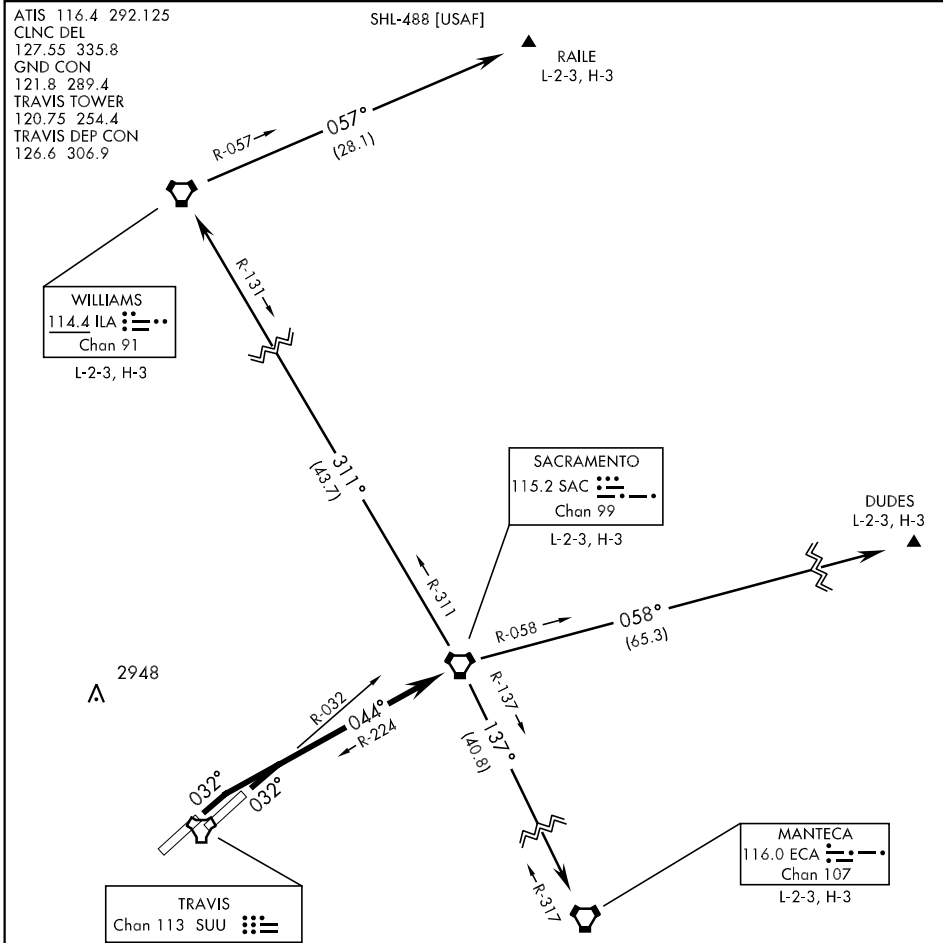 ATIS 116.4 292.125
CLNC DEL
127.55 335.8
GND CON
121.8 289.4
TRAVIS TOWER
120.75 254.4
TRAVIS DEP CON
126.6 306.9
SHL-488 [USAF]
RAILE
L-2-3, H-3
R-057
057°
(28.1)
WILLIAMS
114.4 ILA
Chan 91
L-2-3, H-3
R-131
311°
(43.7)
R-311
SACRAMENTO
115.2 SAC
Chan 99
L-2-3, H-3
DUDES
L-2-3, H-3
R-058
058°
(65.3)
2948
R-032
044°
R-224
032°
032°
R-137
137°
(40.8)
R-317
TRAVIS
Chan 113 SUU
MANTECA
116.0 ECA
Chan 107
L-2-3, H-3